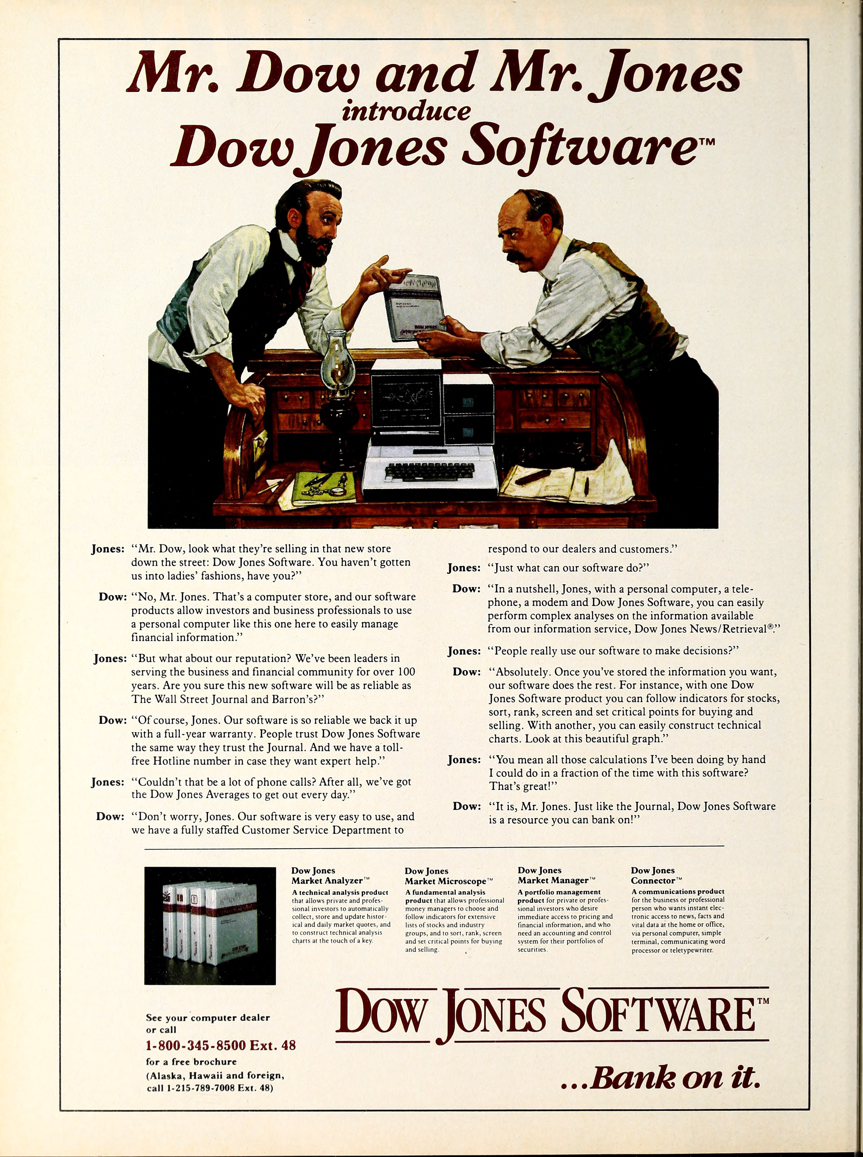 Mr. Dow and Mr. Jones
introduce
Dow Jones Software™
Jones: “Mr. Dow, look what they’re selling in that new store
down the street: Dow Jones Software. You haven’t gotten
us into ladies’ fashions, have you?”
Dow: “No, Mr. Jones. That’s a computer store, and our software
products allow investors and business professionals to use
a personal computer like this one here to easily manage
financial information.”
Jones: “But what about our reputation? We’ve been leaders in
serving the business and financial community for over 100
years. Are you sure this new software will be as reliable as
The Wall Street Journal and Barron’s?”
Dow: “Of course, Jones. Our software is so reliable we back it up
with a full-year warranty. People trust Dow Jones Software
the same way they trust the Journal. And we have a toll-
free Hotline number in case they want expert help.”
Jones: “Couldn’t that be a lot of phone calls? After all, we’ve got
the Dow Jones Averages to get out every day.”
Dow: “Don’t worry, Jones. Our software is very easy to use, and
we have a fully staffed Customer Service Department to
respond to our dealers and customers.”
Jones: “Just what can our software do?”
Dow: “In a nutshell, Jones, with a personal computer, a tele-
phone, a modem and Dow Jones Software, you can easily
perform complex analyses on the information available
from our information service, Dow Jones News/Retrieval®.”
Jones: “People really use our software to make decisions?”
Dow: “Absolutely. Once you’ve stored the information you want,
our software does the rest. For instance, with one Dow
Jones Software product you can follow indicators for stocks,
sort, rank, screen and set critical points for buying and
selling. With another, you can easily construct technical
charts. Look at this beautiful graph.”
Jones: “You mean all those calculations I’ve been doing by hand
I could do in a fraction of the time with this software?
That’s great!”
Dow: “It is, Mr. Jones. Just like the Journal, Dow Jones Software
is a resource you can bank on!”
Dow Jones
Market Analyzer™
A technical analysis product
that allows private and profes-
sional investors to automatically
collect, store and update histor-
ical and daily market quotes, and
to construct technical analysis
charts at the touch of a key.
Dow Jones
Market Microscope™
A fundamental analysis
product that allows professional
money managers to choose and
follow indicators for extensive
lists of stocks and industry
groups, and to sort, rank, screen
and set critical points for buying
and selling.
Dow Jones
Market Manager™
A portfolio management
product for private or profes-
sional investors who desire
immediate access to pricing and
financial information, and who
need an accounting and control
system for their portfolios of
securities.
Dow Jones
Connector™
A communications product
for the business or professional
person who wants instant elec-
tronic access to news, facts and
vital data at the home or office,
via personal computer, simple
terminal, communicating word
processor or teletypewriter.
See your computer dealer
or call
1-800-345-8500 Ext. 48
for a free brochure
(Alaska, Hawaii and foreign,
call 1-215-789-7008 Ext. 48)
DOW JONES SOFTWARE™
...Bank on it.